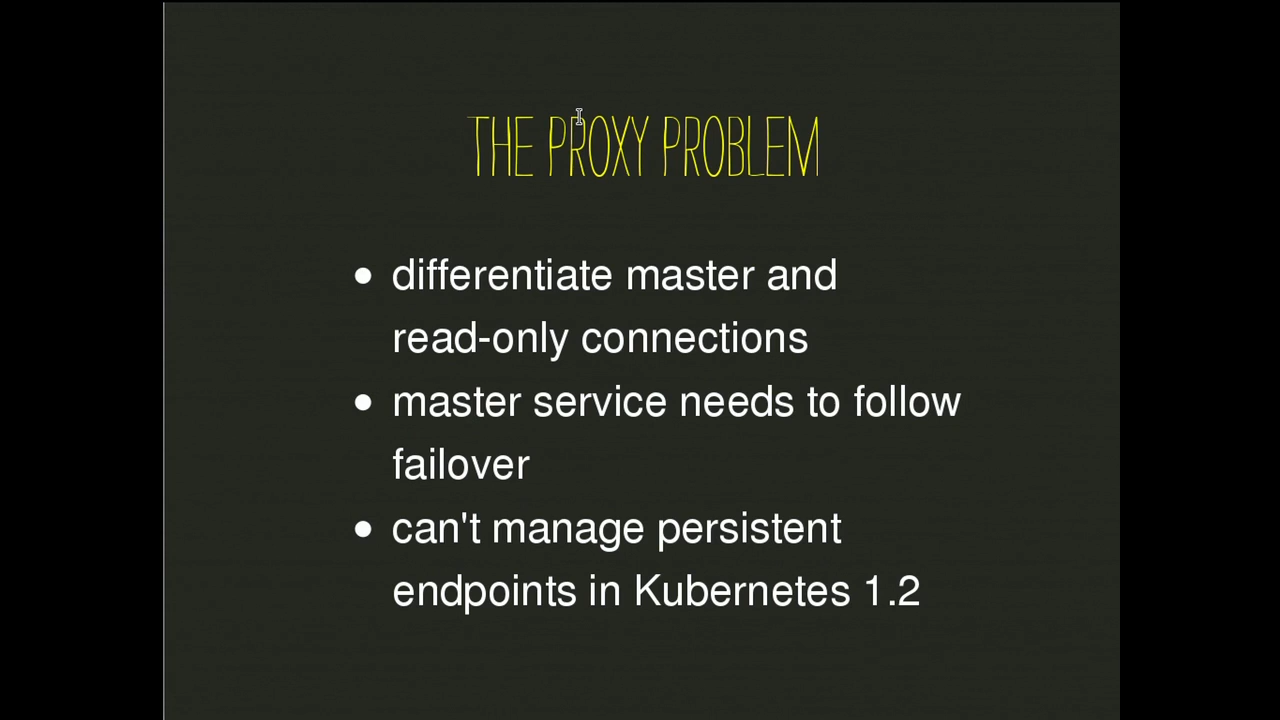 THE PROXY PROBLEM
• differentiate master and
read-only connections
• master service needs to follow
failover
• can't manage persistent
endpoints in Kubernetes 1.2